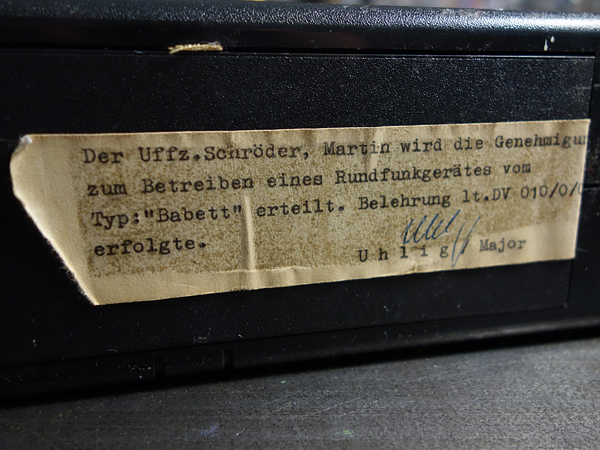 Der Uffz.Schröder, Martin wird die Genehmigun
zum Betreiben eines Rundfunkgerätes vom
Typ:"Babett" erteilt. Belehrung lt.DV 010/0/
erfolgte.
U h l i g Major